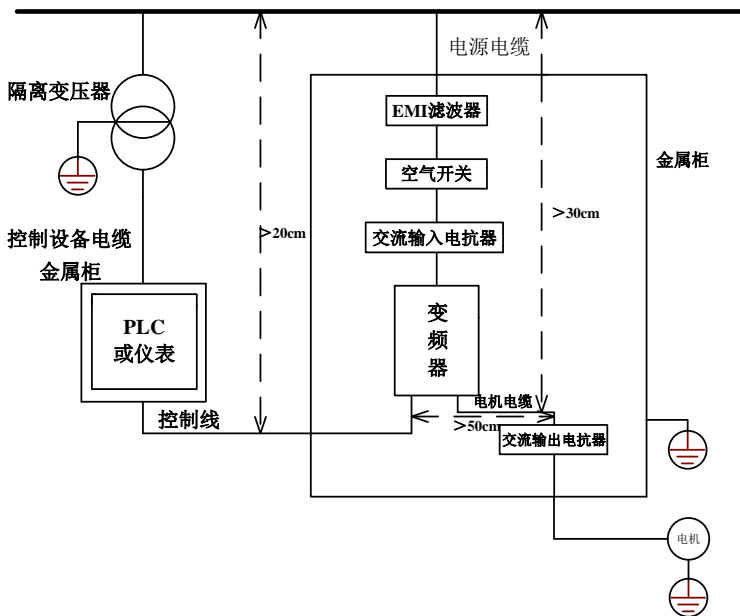 电源电缆
隔离变压器
EMI滤波器
金属柜
空气开关
>20cm
>30cm
控制设备电缆
金属柜
交流输入电抗器
PLC
或仪表
变
频
器
电机电缆
控制线
>50cm
交流输出电抗器
电机